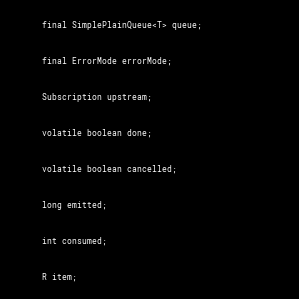 final SimplePlainQueue<T> queue;
final ErrorMode errorMode;
Subscription upstream;
volatile boolean done;
volatile boolean cancelled;
long emitted;
int consumed;
R item;